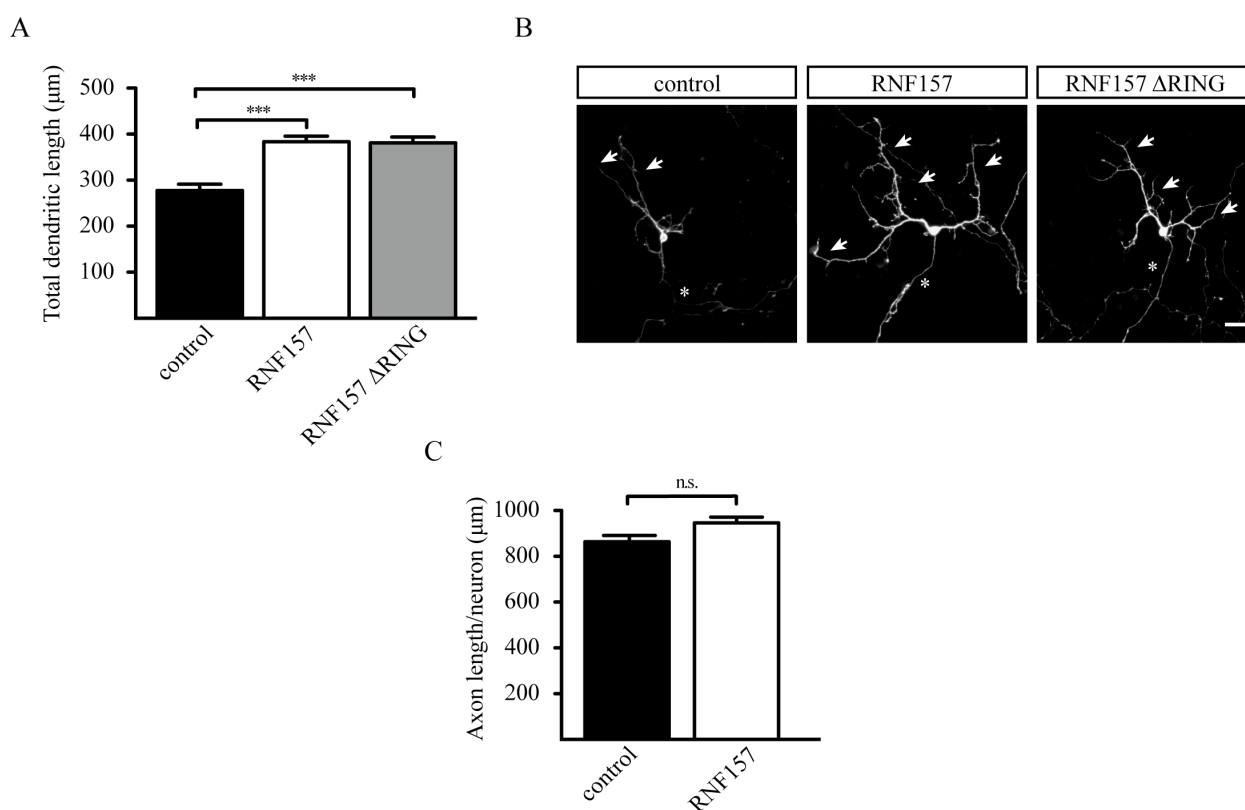 A
Total dendritic length (µm)
500
400
300
200
100
***
***
control
RNF157
RNF157 ΔRING
B
control
RNF157
RNF157 ΔRING
*
*
*
C
Axon length/neuron (µm)
1000
800
600
400
200
n.s.
control
RNF157